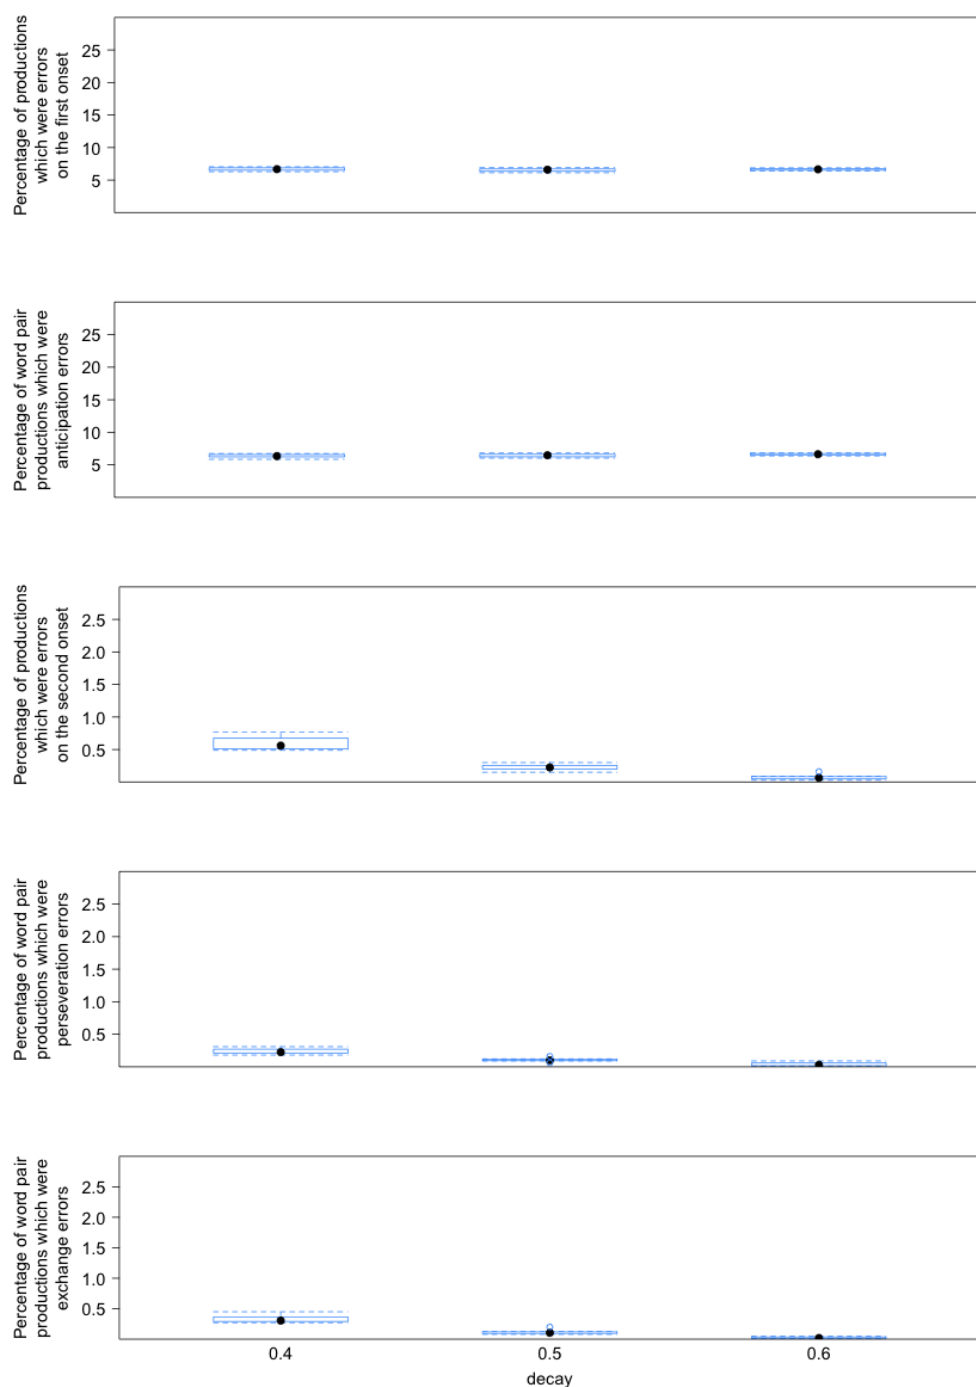 Percentage of productions
which were errors
on the first onset
25
20
15
10
5
Percentage of word pair
productions which were
anticipation errors
25
20
15
10
5
Percentage of productions
which were errors
on the second onset
2.5
2.0
1.5
1.0
0.5
Percentage of word pair
productions which were
perseveration errors
2.5
2.0
1.5
1.0
0.5
Percentage of word pair
productions which were
exchange errors
2.5
2.0
1.5
1.0
0.5
0.4 0.5 0.6
decay